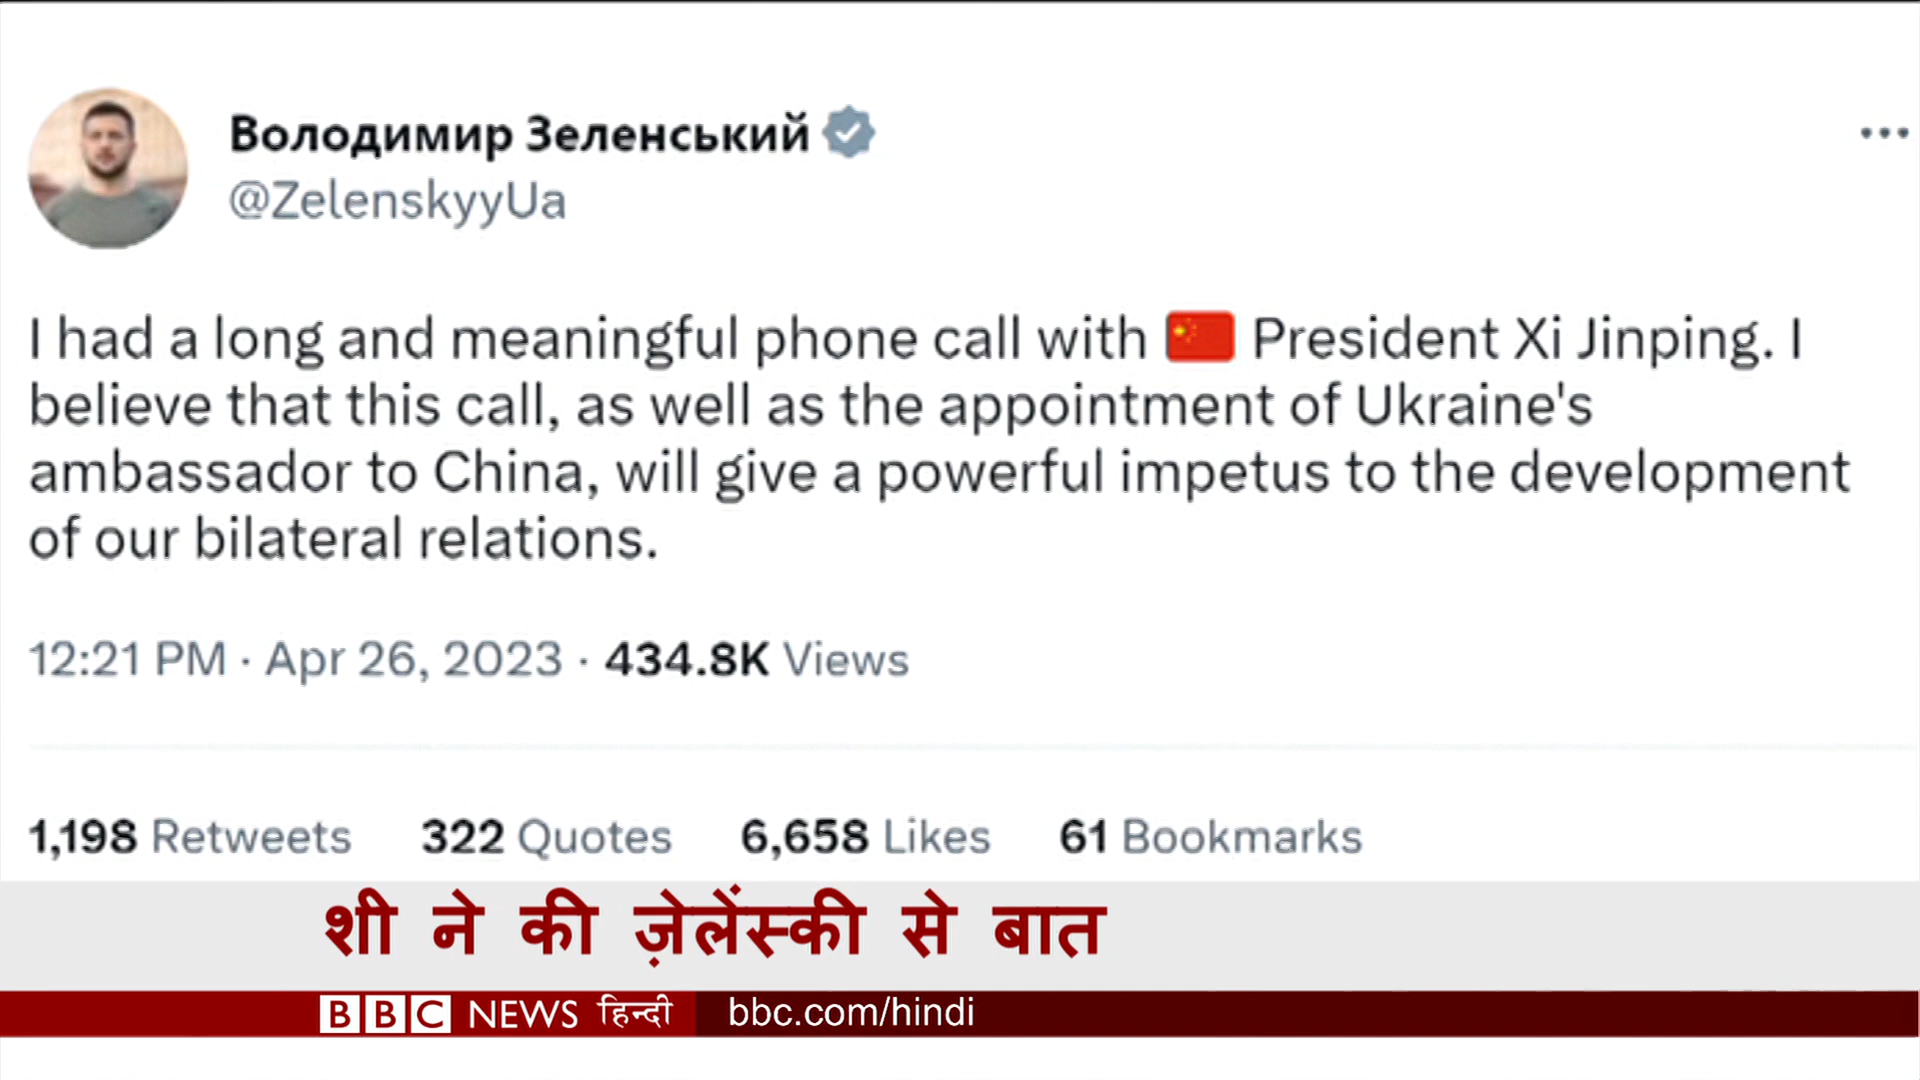 Володимир Зеленський
@ZelenskyyUa
I had a long and meaningful phone call with 🇨🇳 President Xi Jinping. I
believe that this call, as well as the appointment of Ukraine's
ambassador to China, will give a powerful impetus to the development
of our bilateral relations.
12:21 PM · Apr 26, 2023 · 434.8K Views
1,198 Retweets 322 Quotes 6,658 Likes 61 Bookmarks
शी ने की ज़ेलेंस्की से बात
BBC NEWS हिन्दी bbc.com/hindi